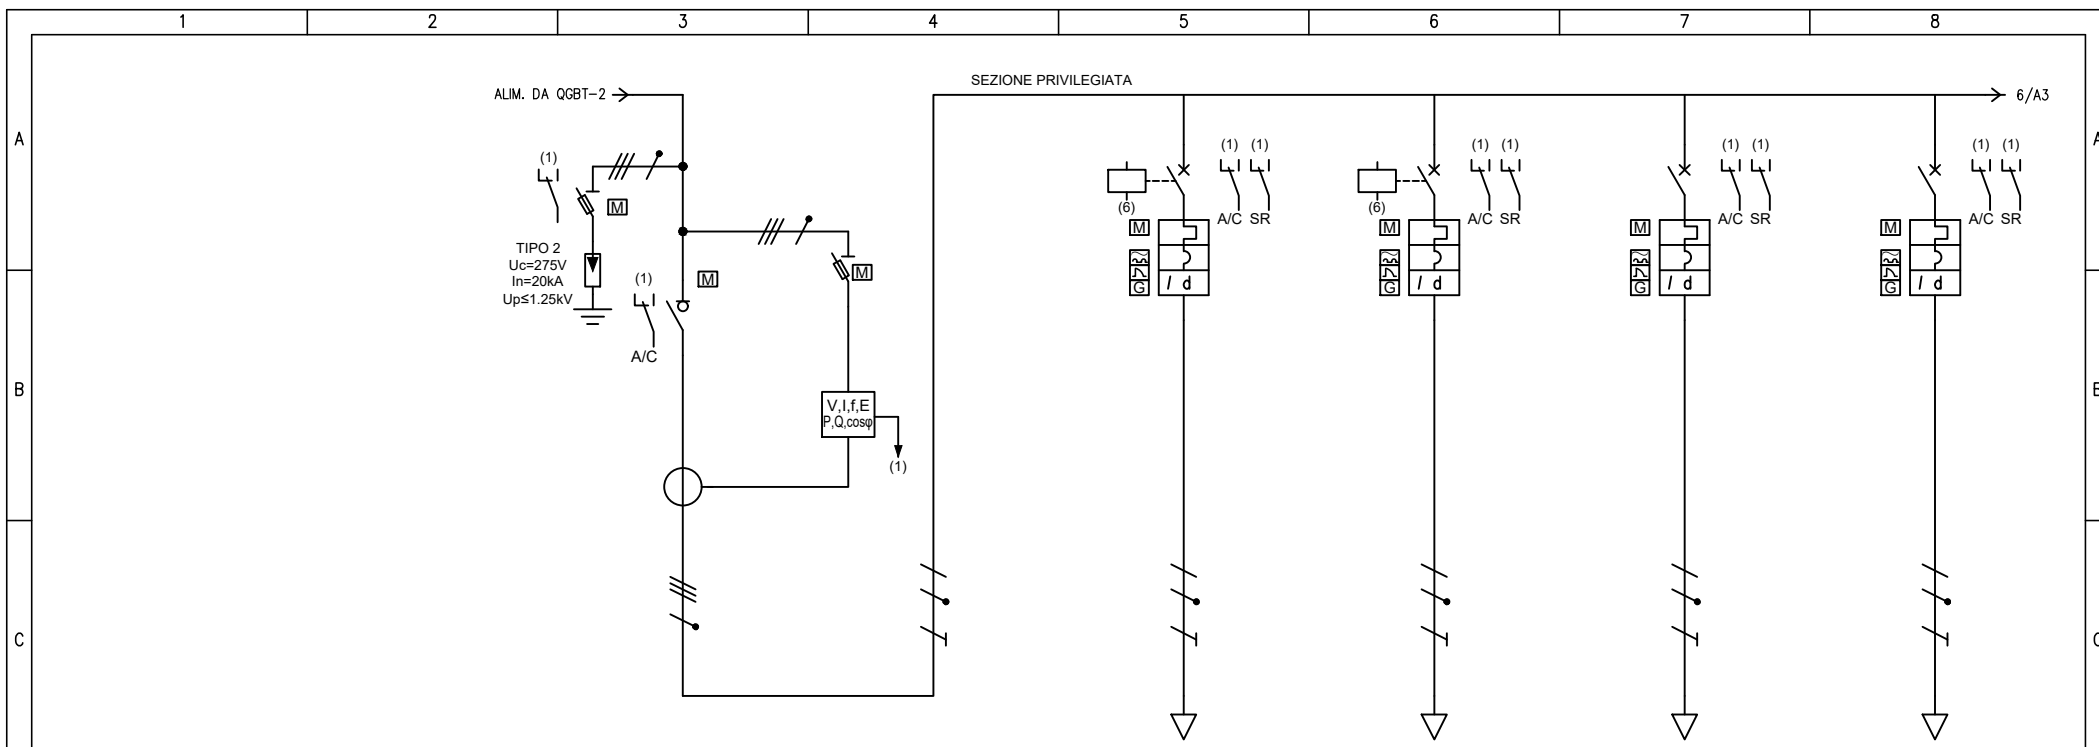 1 2 3 4 5 6 7 8
SEZIONE PRIVILEGIATA
ALIM. DA QGBT-2
6/A3
A A
(1) (1) (1) (1) (1) (1) (1) (1) (1)
M
(6) (6)
A/C SR A/C SR A/C SR A/C SR
M M M M
TIPO 2
Uc=275V
In=20kA
Up≤1.25kV
(1)
M
M
I d I d I d I d
G G G G
A/C
B B
V,I,f,E
P,Q,cosφ
(1)
C C